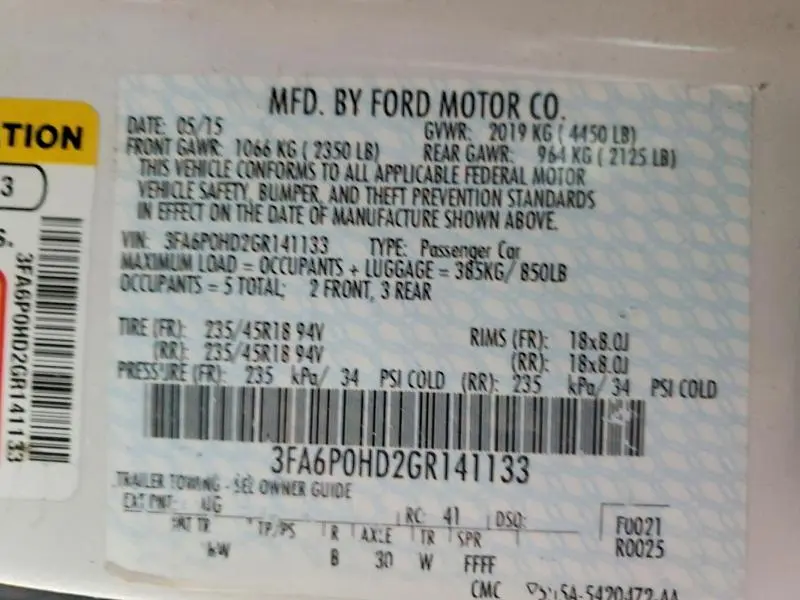 TION
3
S.
3FA6P0HD2GR141133
MFD. BY FORD MOTOR CO.
DATE: 05/15 GVWR: 2019 KG ( 4450 LB)
FRONT GAWR: 1066 KG ( 2350 LB) REAR GAWR: 964 KG ( 2125 LB)
THIS VEHICLE CONFORMS TO ALL APPLICABLE FEDERAL MOTOR
VEHICLE SAFETY, BUMPER, AND THEFT PREVENTION STANDARDS
IN EFFECT ON THE DATE OF MANUFACTURE SHOWN ABOVE.
VIN: 3FA6P0HD2GR141133 TYPE: Passenger Car
MAXIMUM LOAD = OCCUPANTS + LUGGAGE = 385KG/ 850LB
OCCUPANTS = 5 TOTAL; 2 FRONT, 3 REAR
TIRE (FR): 235/45R18 94V RIMS (FR): 18x8.0J
(RR): 235/45R18 94V (RR): 18x8.0J
PRESSURE (FR): 235 kPa/ 34 PSI COLD (RR): 235 kPa/ 34 PSI COLD
3FA6P0HD2GR141133
TRAILER TOWING - SEE OWNER GUIDE
EXT PNT: UG RC: 41 DSO: F0021
INT TR TP/PS R AXLE TR SPR R0025
B 30 W FFFF
CMC